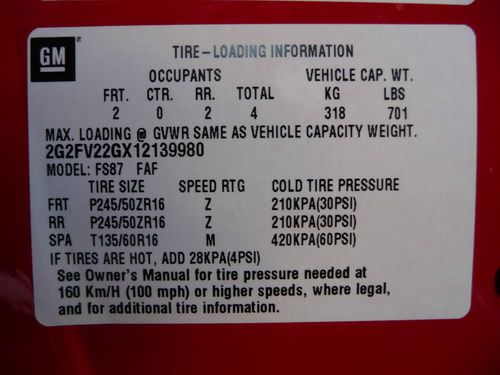 GM ®
TIRE-LOADING INFORMATION
OCCUPANTS VEHICLE CAP. WT.
FRT. CTR. RR. TOTAL KG LBS
2 0 2 4 318 701
MAX. LOADING @ GVWR SAME AS VEHICLE CAPACITY WEIGHT.
2G2FV22GX12139980
MODEL: FS87 FAF
TIRE SIZE SPEED RTG COLD TIRE PRESSURE
FRT P245/50ZR16 Z 210KPA(30PSI)
RR P245/50ZR16 Z 210KPA(30PSI)
SPA T135/60R16 M 420KPA(60PSI)
IF TIRES ARE HOT, ADD 28KPA(4PSI)
See Owner's Manual for tire pressure needed at
160 Km/H (100 mph) or higher speeds, where legal,
and for additional tire information.